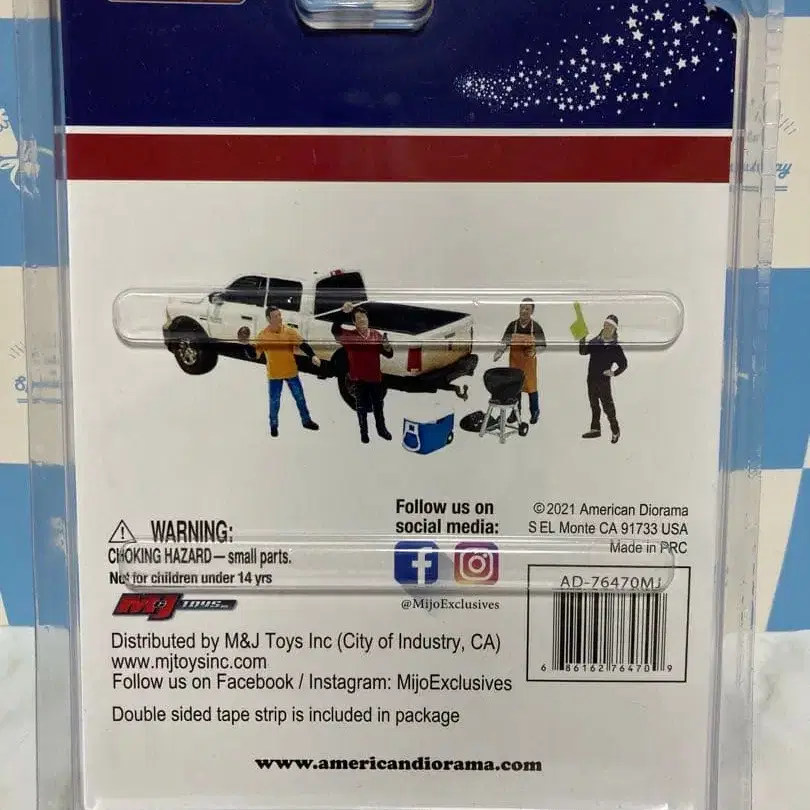 Follow us on
social media:
©2021 American Diorama
S EL Monte CA 91733 USA
Made in PRC
⚠ WARNING:
CHOKING HAZARD — small parts.
Not for children under 14 yrs
@MijoExclusives
AD-76470MJ
6 86162 76470 9
M&J TOYS INC.
Distributed by M&J Toys Inc (City of Industry, CA)
www.mjtoysinc.com
Follow us on Facebook / Instagram: MijoExclusives
Double sided tape strip is included in package
www.americandiorama.com